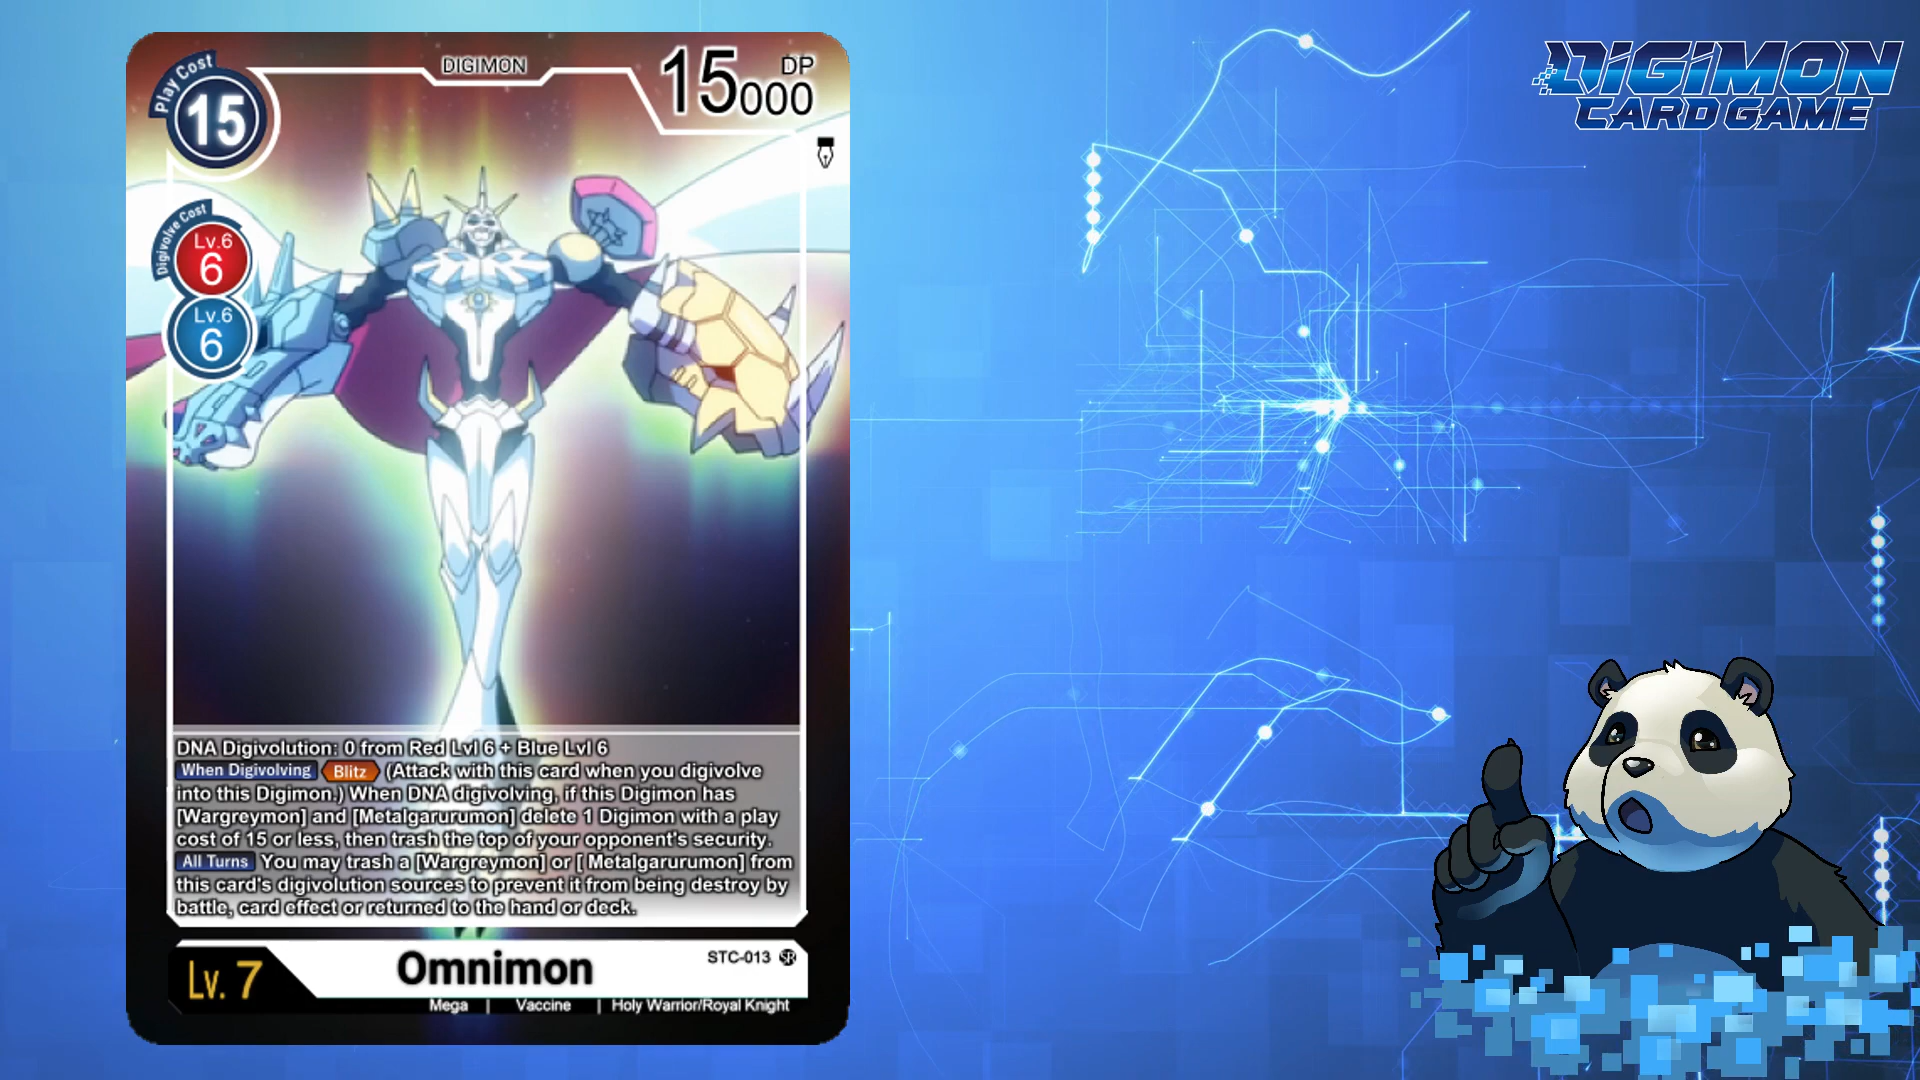 Play Cost
15
DIGIMON
15000
DP
Digivolve Cost
Lv.6
6
Lv.6
6
DNA Digivolution: 0 from Red Lvl 6 + Blue Lvl 6
When Digivolving Blitz (Attack with this card when you digivolve
into this Digimon.) When DNA digivolving, if this Digimon has
[Wargreymon] and [Metalgarurumon] delete 1 Digimon with a play
cost of 15 or less, then trash the top of your opponent's security.
All Turns You may trash a [Wargreymon] or [ Metalgarurumon] from
this card's digivolution sources to prevent it from being destroy by
battle, card effect or returned to the hand or deck.
Lv. 7
Omnimon
STC-013 SR
Mega | Vaccine | Holy Warrior/Royal Knight
DIGIMON
CARD GAME